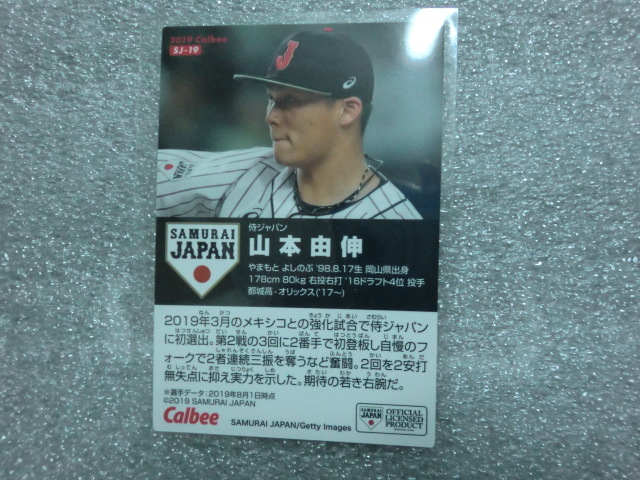 2019 Calbee
SJ-19
J
JAPAN
SAMURAI
JAPAN
侍ジャパン
山本由伸
やまもと よしのぶ '98.8.17生 岡山県出身
178cm 80kg 右投右打 '16ドラフト4位 投手
都城高-オリックス('17～)
2019年3月のメキシコとの強化試合で侍ジャパン
に初選出。第2戦の3回に2番手で初登板し自慢のフ
ォークで2者連続三振を奪うなど奮闘。2回を2安打
無失点に抑え実力を示した。期待の若き右腕だ。
※選手データ:2019年8月1日時点
©2019 SAMURAI JAPAN
Calbee
SAMURAI JAPAN/Getty Images
SAMURAI
JAPAN
OFFICIAL
LICENSED
PRODUCT